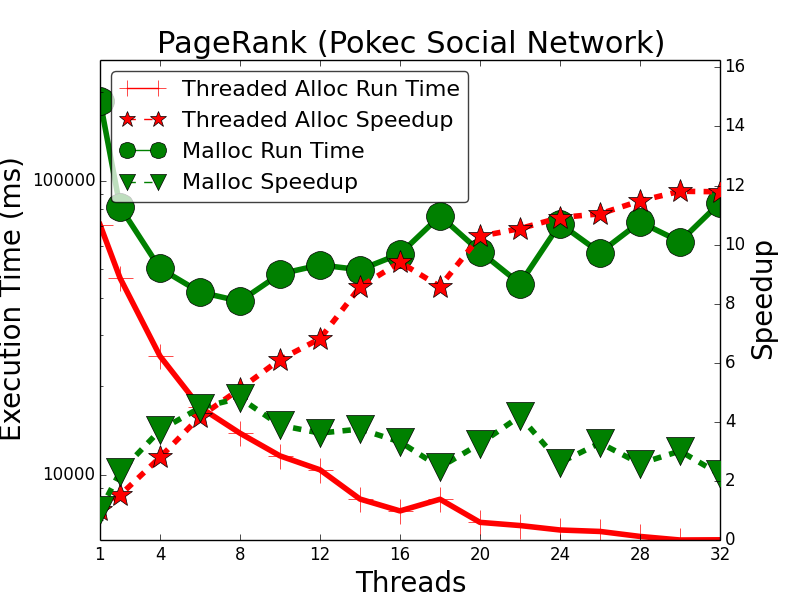 PageRank (Pokec Social Network)
Threaded Alloc Run Time
Threaded Alloc Speedup
Malloc Run Time
Malloc Speedup
Execution Time (ms)
100000
10000
Speedup
16
14
12
10
8
6
4
2
0
1 4 8 12 16 20 24 28 32
Threads